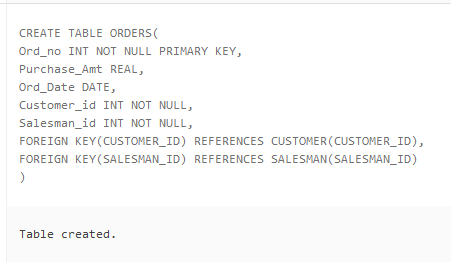 CREATE TABLE ORDERS(
Ord_no INT NOT NULL PRIMARY KEY,
Purchase_Amt REAL,
Ord_Date DATE,
Customer_id INT NOT NULL,
Salesman_id INT NOT NULL,
FOREIGN KEY(CUSTOMER_ID) REFERENCES CUSTOMER(CUSTOMER_ID),
FOREIGN KEY(SALESMAN_ID) REFERENCES SALESMAN(SALESMAN_ID)
)
Table created.